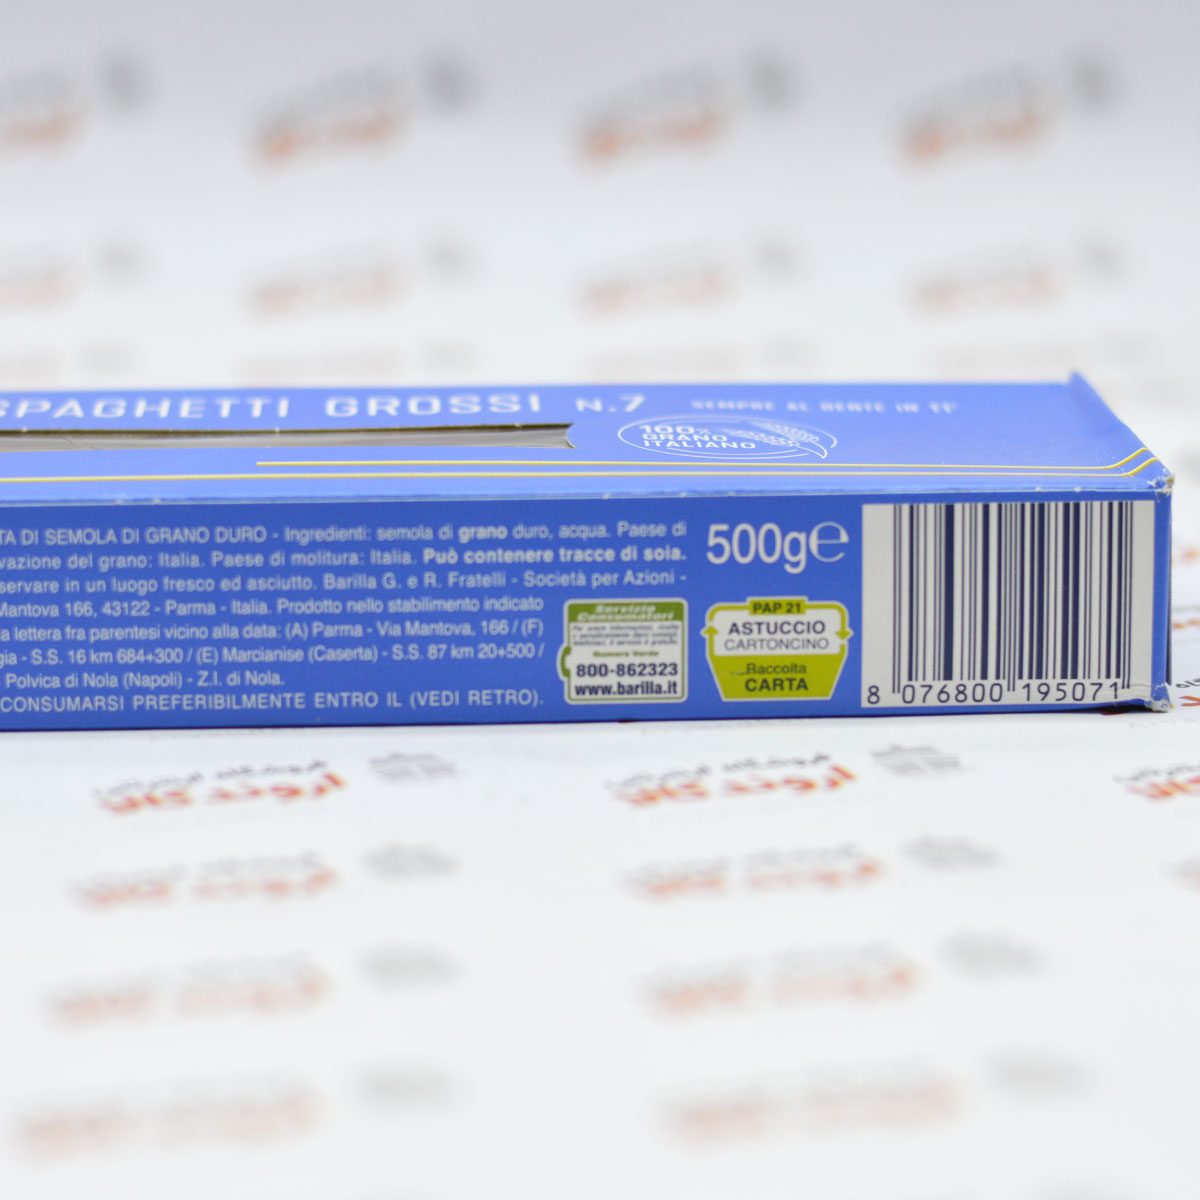 SPAGHETTI GROSSI N.7 SEMPRE AL DENTE IN 11'
100%
GRANO
ITALIANO
TA DI SEMOLA DI GRANO DURO - Ingredienti: semola di grano duro, acqua. Paese di
vazione del grano: Italia. Paese di molitura: Italia. Può contenere tracce di soia.
servare in un luogo fresco ed asciutto. Barilla G. e R. Fratelli - Società per Azioni -
Mantova 166, 43122 - Parma - Italia. Prodotto nello stabilimento indicato
a lettera fra parentesi vicino alla data: (A) Parma - Via Mantova, 166 / (F)
gia - S.S. 16 km 684+300 / (E) Marcianise (Caserta) - S.S. 87 km 20+500 /
Polvica di Nola (Napoli) - Z.I. di Nola.
CONSUMARSI PREFERIBILMENTE ENTRO IL (VEDI RETRO).
500g℮
Servizio
Consumatori
Numero Verde
800-862323
www.barilla.it
PAP 21
ASTUCCIO
CARTONCINO
Raccolta
CARTA
8 076800 195071
فروشگاه اینترنتی
اروند کالا